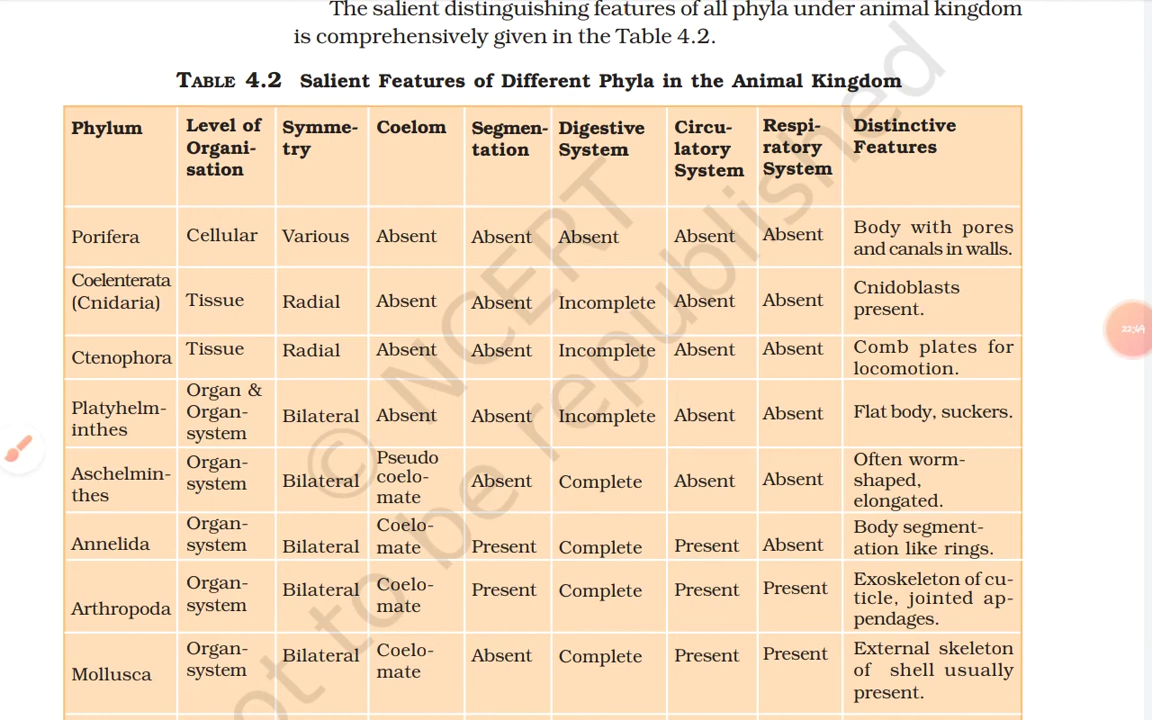 The salient distinguishing features of all phyla under animal kingdom
is comprehensively given in the Table 4.2.
TABLE 4.2 Salient Features of Different Phyla in the Animal Kingdom
Phylum
Level of
Organi-
sation
Symme-
try
Coelom
Segmen-
tation
Digestive
System
Circu-
latory
System
Respi-
ratory
System
Distinctive
Features
Porifera
Cellular
Various
Absent
Absent
Absent
Absent
Absent
Body with pores
and canals in walls.
Coelenterata
(Cnidaria)
Tissue
Radial
Absent
Absent
Incomplete
Absent
Absent
Cnidoblasts
present.
Ctenophora
Tissue
Radial
Absent
Absent
Incomplete
Absent
Absent
Comb plates for
locomotion.
Platyhelm-
inthes
Organ &
Organ-
system
Bilateral
Absent
Absent
Incomplete
Absent
Absent
Flat body, suckers.
Aschelmin-
thes
Organ-
system
Bilateral
Pseudo
coelo-
mate
Absent
Complete
Absent
Absent
Often worm-
shaped,
elongated.
Annelida
Organ-
system
Bilateral
Coelo-
mate
Present
Complete
Present
Absent
Body segment-
ation like rings.
Arthropoda
Organ-
system
Bilateral
Coelo-
mate
Present
Complete
Present
Present
Exoskeleton of cu-
ticle, jointed ap-
pendages.
Mollusca
Organ-
system
Bilateral
Coelo-
mate
Absent
Complete
Present
Present
External skeleton
of shell usually
present.
© NCERT
not to be republished
22:49